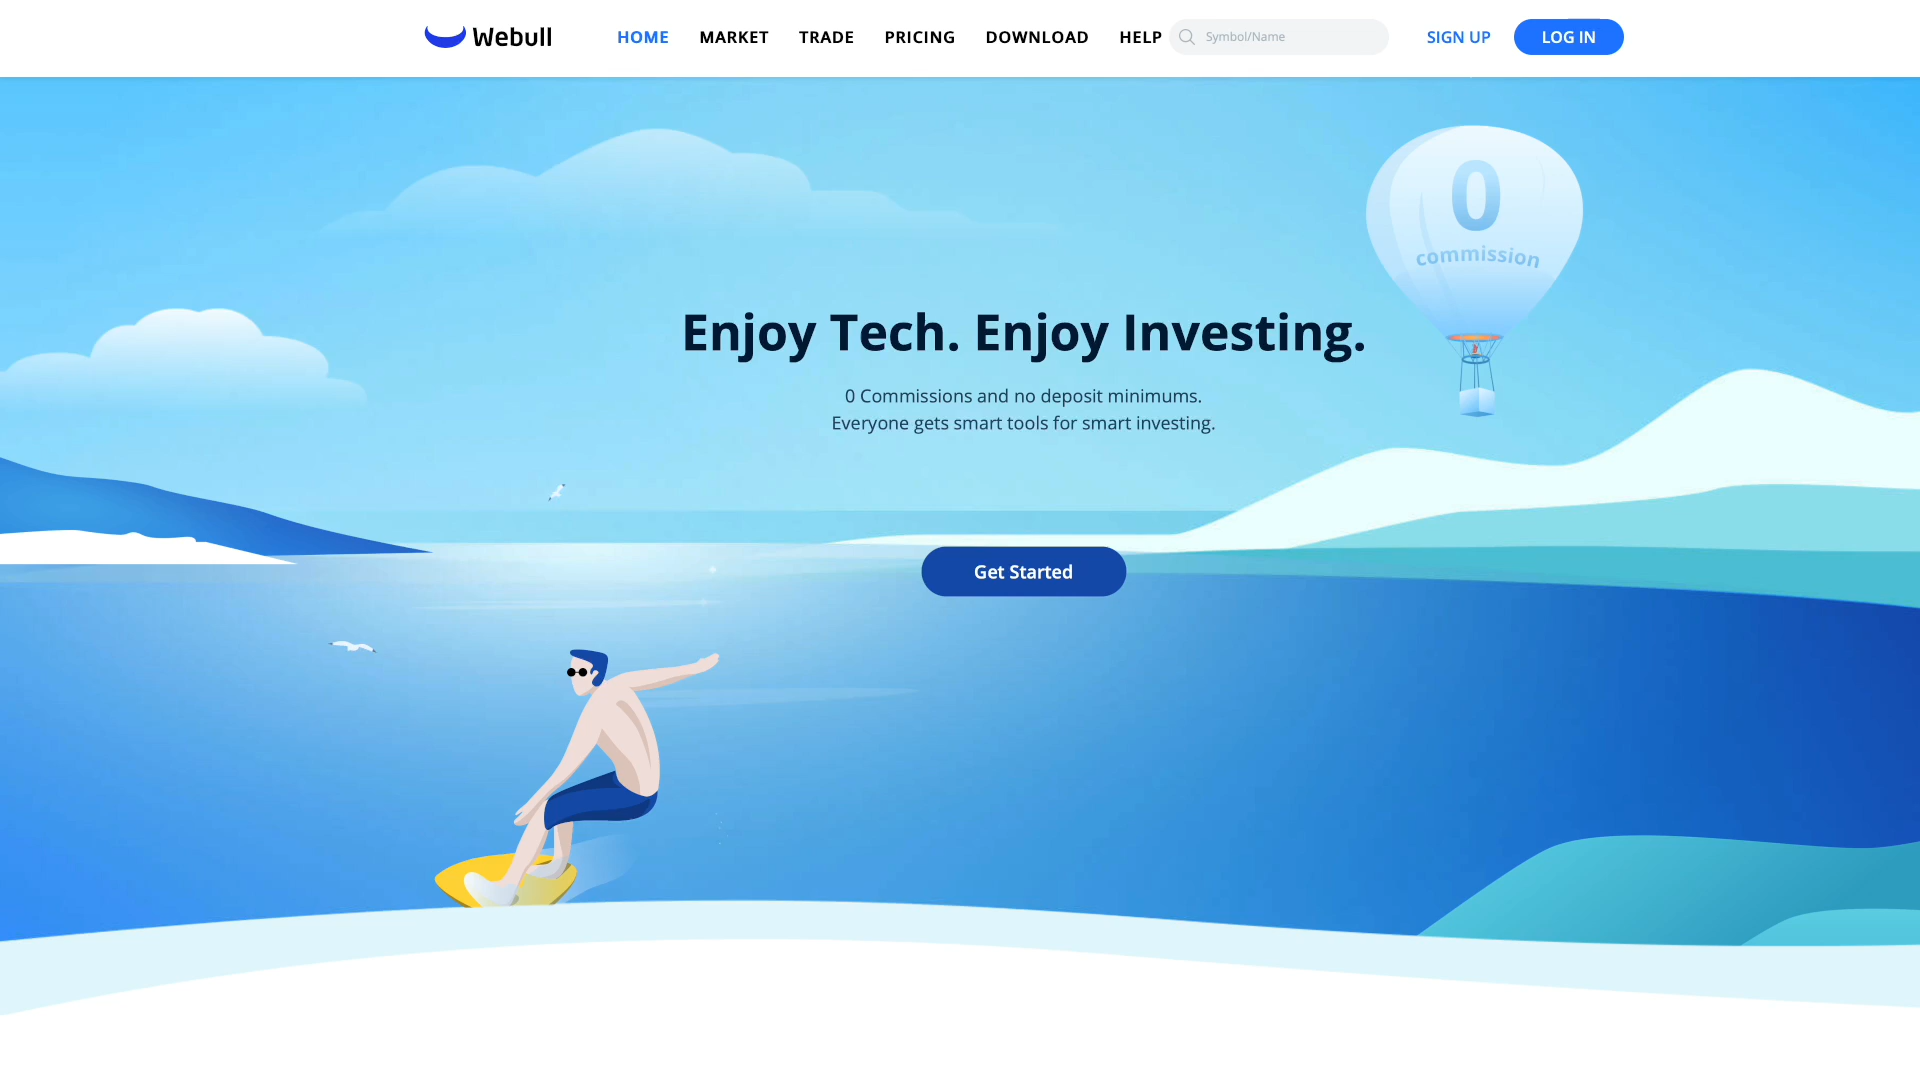 Webull
HOME
MARKET
TRADE
PRICING
DOWNLOAD
HELP
Symbol/Name
SIGN UP
LOG IN
0
commission
Enjoy Tech. Enjoy Investing.
0 Commissions and no deposit minimums.
Everyone gets smart tools for smart investing.
Get Started